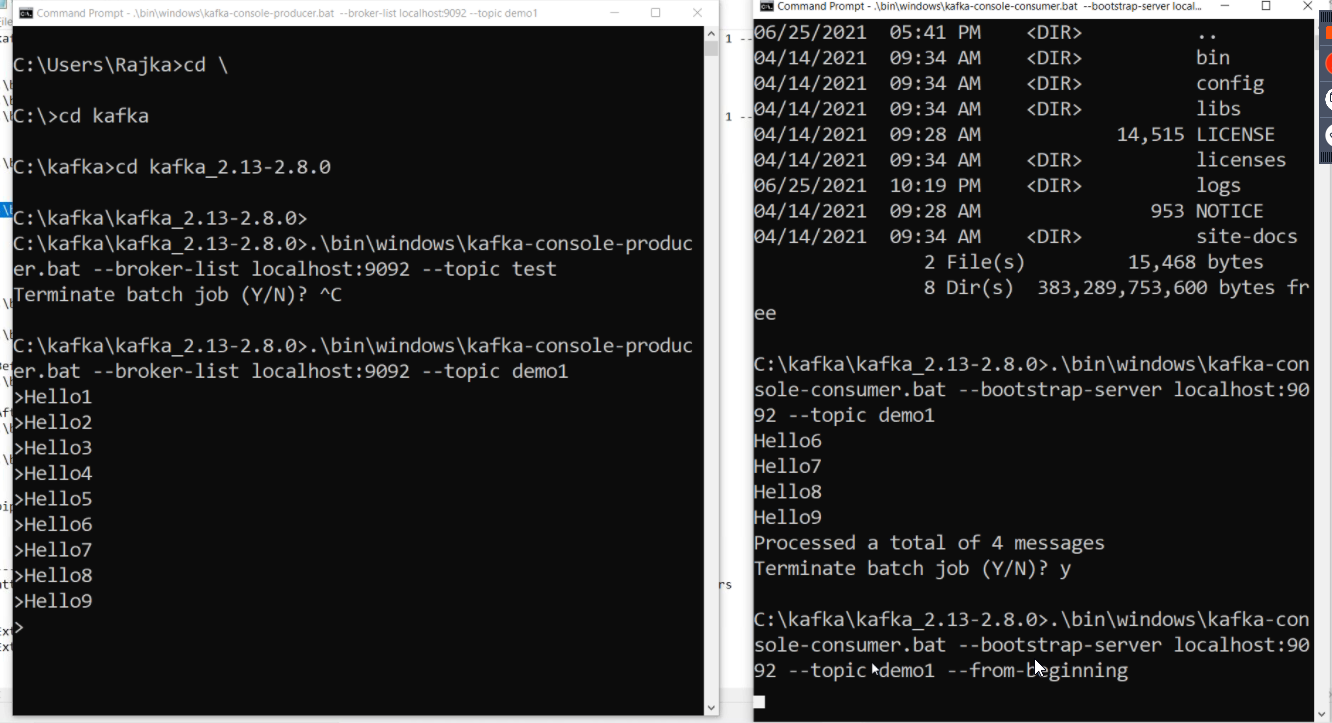 Command Prompt - .\bin\windows\kafka-console-producer.bat --broker-list localhost:9092 --topic demo1
C:\Users\Rajka>cd \
C:\>cd kafka
C:\kafka>cd kafka_2.13-2.8.0
C:\kafka\kafka_2.13-2.8.0>
C:\kafka\kafka_2.13-2.8.0>.\bin\windows\kafka-console-produc
er.bat --broker-list localhost:9092 --topic test
Terminate batch job (Y/N)? ^C
C:\kafka\kafka_2.13-2.8.0>.\bin\windows\kafka-console-produc
er.bat --broker-list localhost:9092 --topic demo1
>Hello1
>Hello2
>Hello3
>Hello4
>Hello5
>Hello6
>Hello7
>Hello8
>Hello9
>
Command Prompt - .\bin\windows\kafka-console-consumer.bat --bootstrap-server local...
06/25/2021 05:41 PM <DIR> ..
04/14/2021 09:34 AM <DIR> bin
04/14/2021 09:34 AM <DIR> config
04/14/2021 09:34 AM <DIR> libs
04/14/2021 09:28 AM 14,515 LICENSE
04/14/2021 09:34 AM <DIR> licenses
06/25/2021 10:19 PM <DIR> logs
04/14/2021 09:28 AM 953 NOTICE
04/14/2021 09:34 AM <DIR> site-docs
2 File(s) 15,468 bytes
8 Dir(s) 383,289,753,600 bytes fr
ee
C:\kafka\kafka_2.13-2.8.0>.\bin\windows\kafka-con
sole-consumer.bat --bootstrap-server localhost:90
92 --topic demo1
Hello6
Hello7
Hello8
Hello9
Processed a total of 4 messages
Terminate batch job (Y/N)? y
C:\kafka\kafka_2.13-2.8.0>.\bin\windows\kafka-con
sole-consumer.bat --bootstrap-server localhost:90
92 --topic demo1 --from-beginning